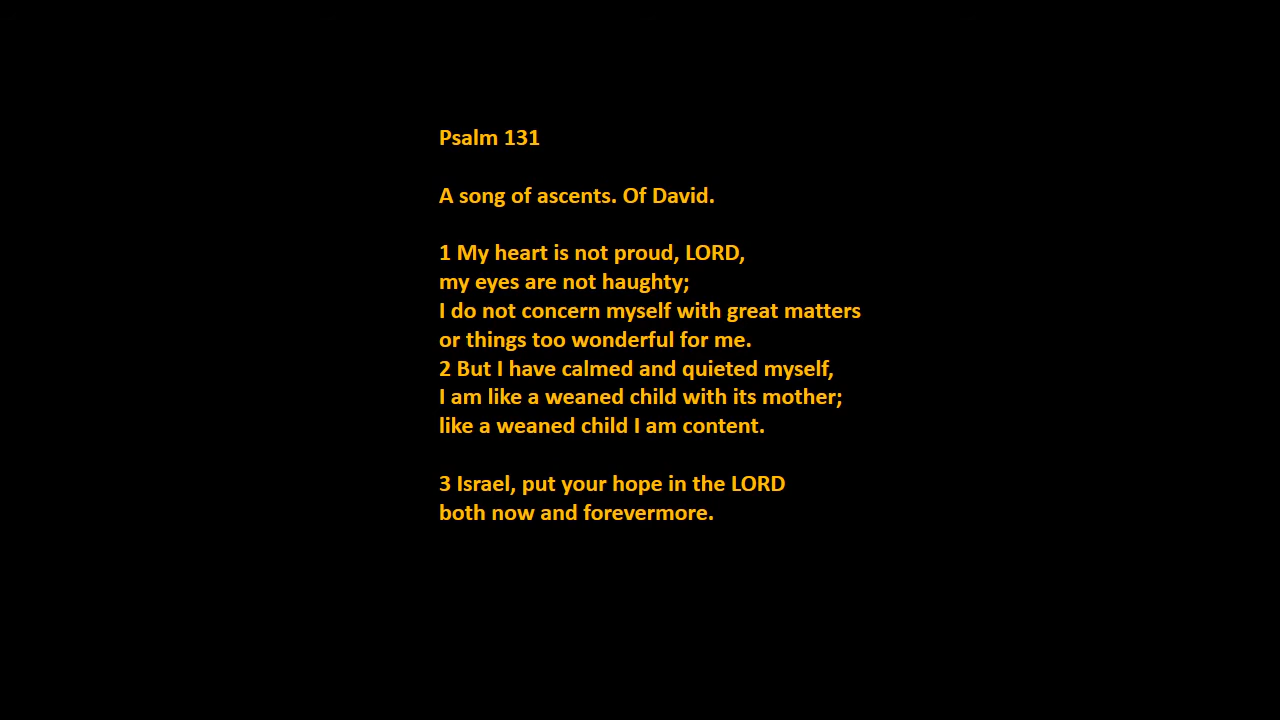 Psalm 131
A song of ascents. Of David.
1 My heart is not proud, LORD,
my eyes are not haughty;
I do not concern myself with great matters
or things too wonderful for me.
2 But I have calmed and quieted myself,
I am like a weaned child with its mother;
like a weaned child I am content.
3 Israel, put your hope in the LORD
both now and forevermore.